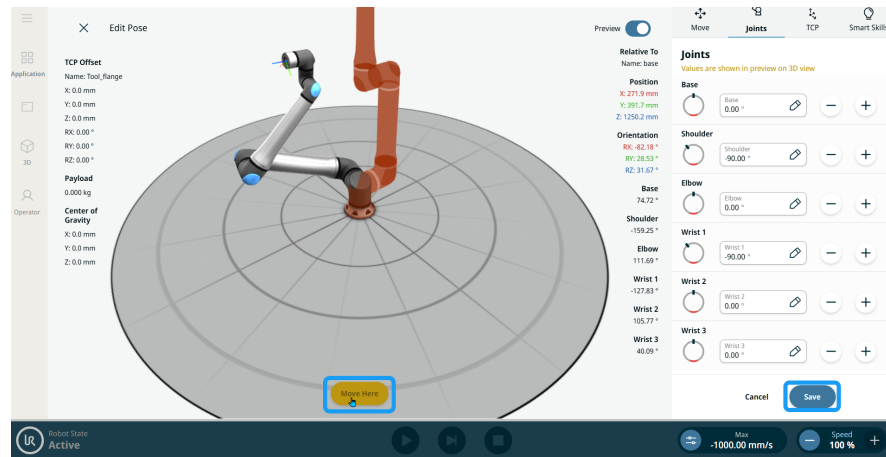 Edit Pose
Preview
Move
Joints
TCP
Smart Skills
Application
3D
Operator
TCP Offset
Name: Tool_flange
X: 0.0 mm
Y: 0.0 mm
Z: 0.0 mm
RX: 0.00 °
RY: 0.00 °
RZ: 0.00 °
Payload
0.000 kg
Center of
Gravity
X: 0.0 mm
Y: 0.0 mm
Z: 0.0 mm
Relative To
Name: base
Position
X: 271.9 mm
Y: 391.7 mm
Z: 1250.2 mm
Orientation
RX: -82.18 °
RY: 28.53 °
RZ: 31.67 °
Base
74.72 °
Shoulder
-159.25 °
Elbow
111.69 °
Wrist 1
-127.83 °
Wrist 2
105.77 °
Wrist 3
40.09 °
Joints
Values are shown in preview on 3D view
Base
Base
0.00 °
Shoulder
Shoulder
-90.00 °
Elbow
Elbow
0.00 °
Wrist 1
Wrist 1
-90.00 °
Wrist 2
Wrist 2
0.00 °
Wrist 3
Wrist 3
0.00 °
Move Here
Cancel
Save
UR
Robot State
Active
Max
-1000.00 mm/s
Speed
100 %